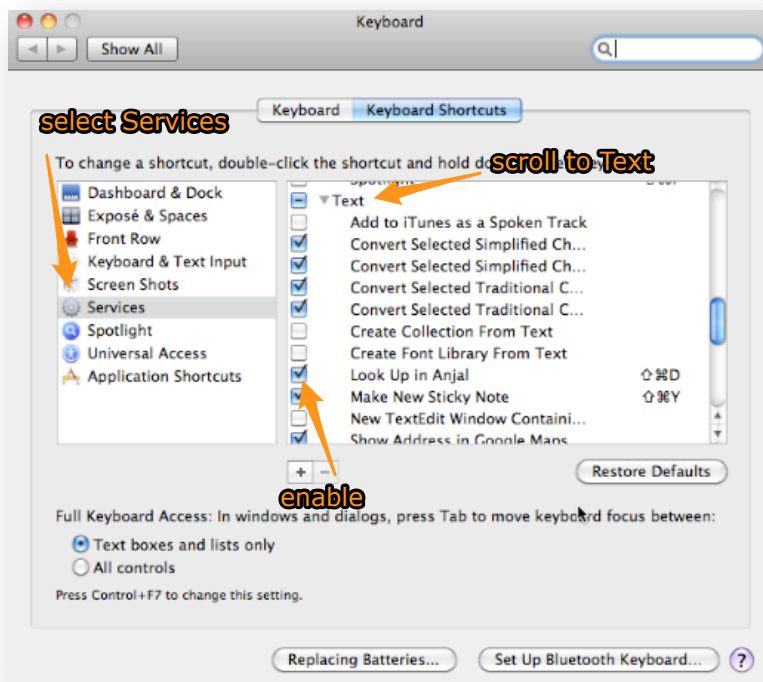 Keyboard
Show All
Keyboard Keyboard Shortcuts
select Services
To change a shortcut, double-click the shortcut and hold
scroll to Text
Dashboard & Dock
Exposé & Spaces
Front Row
Keyboard & Text Input
Screen Shots
Services
Spotlight
Universal Access
Application Shortcuts
Text
Add to iTunes as a Spoken Track
Convert Selected Simplified Ch...
Convert Selected Simplified Ch...
Convert Selected Traditional C...
Convert Selected Traditional C...
Create Collection From Text
Create Font Library From Text
Look Up in Anjal ⇧⌘D
Make New Sticky Note ⇧⌘Y
New TextEdit Window Containi...
Show Address in Google Maps
+ −
Restore Defaults
enable
Full Keyboard Access: In windows and dialogs, press Tab to move keyboard focus between:
Text boxes and lists only
All controls
Press Control+F7 to change this setting.
Replacing Batteries... Set Up Bluetooth Keyboard... ?